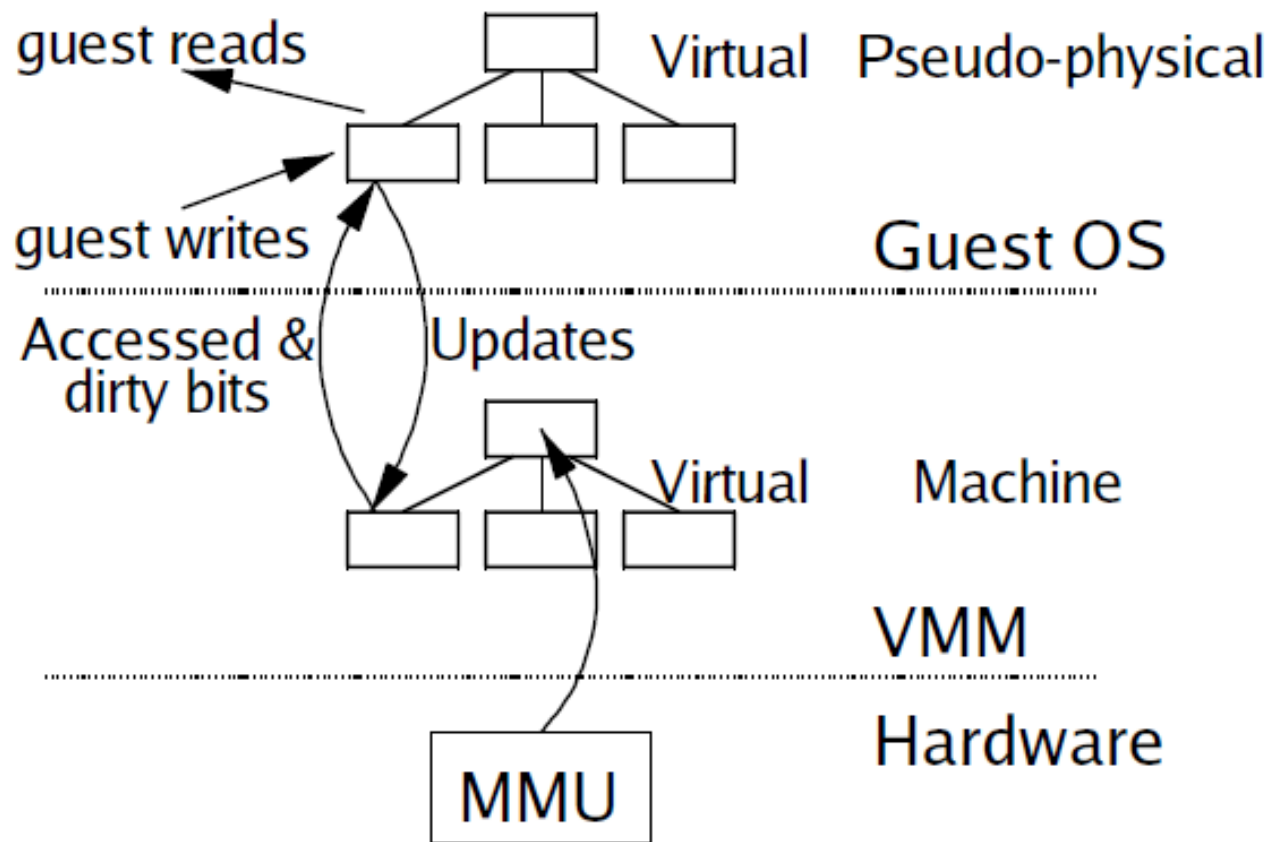 guest reads
Virtual Pseudo-physical
guest writes
Guest OS
Accessed &
dirty bits
Updates
Virtual Machine
VMM
Hardware
MMU